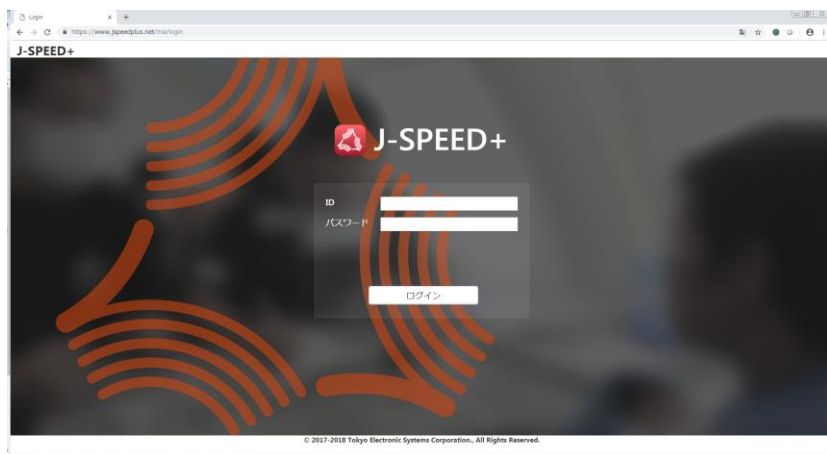 Login
https://www.jspeedplus.net/ma/login
J-SPEED+
J-SPEED+
ID
パスワード
ログイン
© 2017-2018 Tokyo Electronic Systems Corporation., All Rights Reserved.